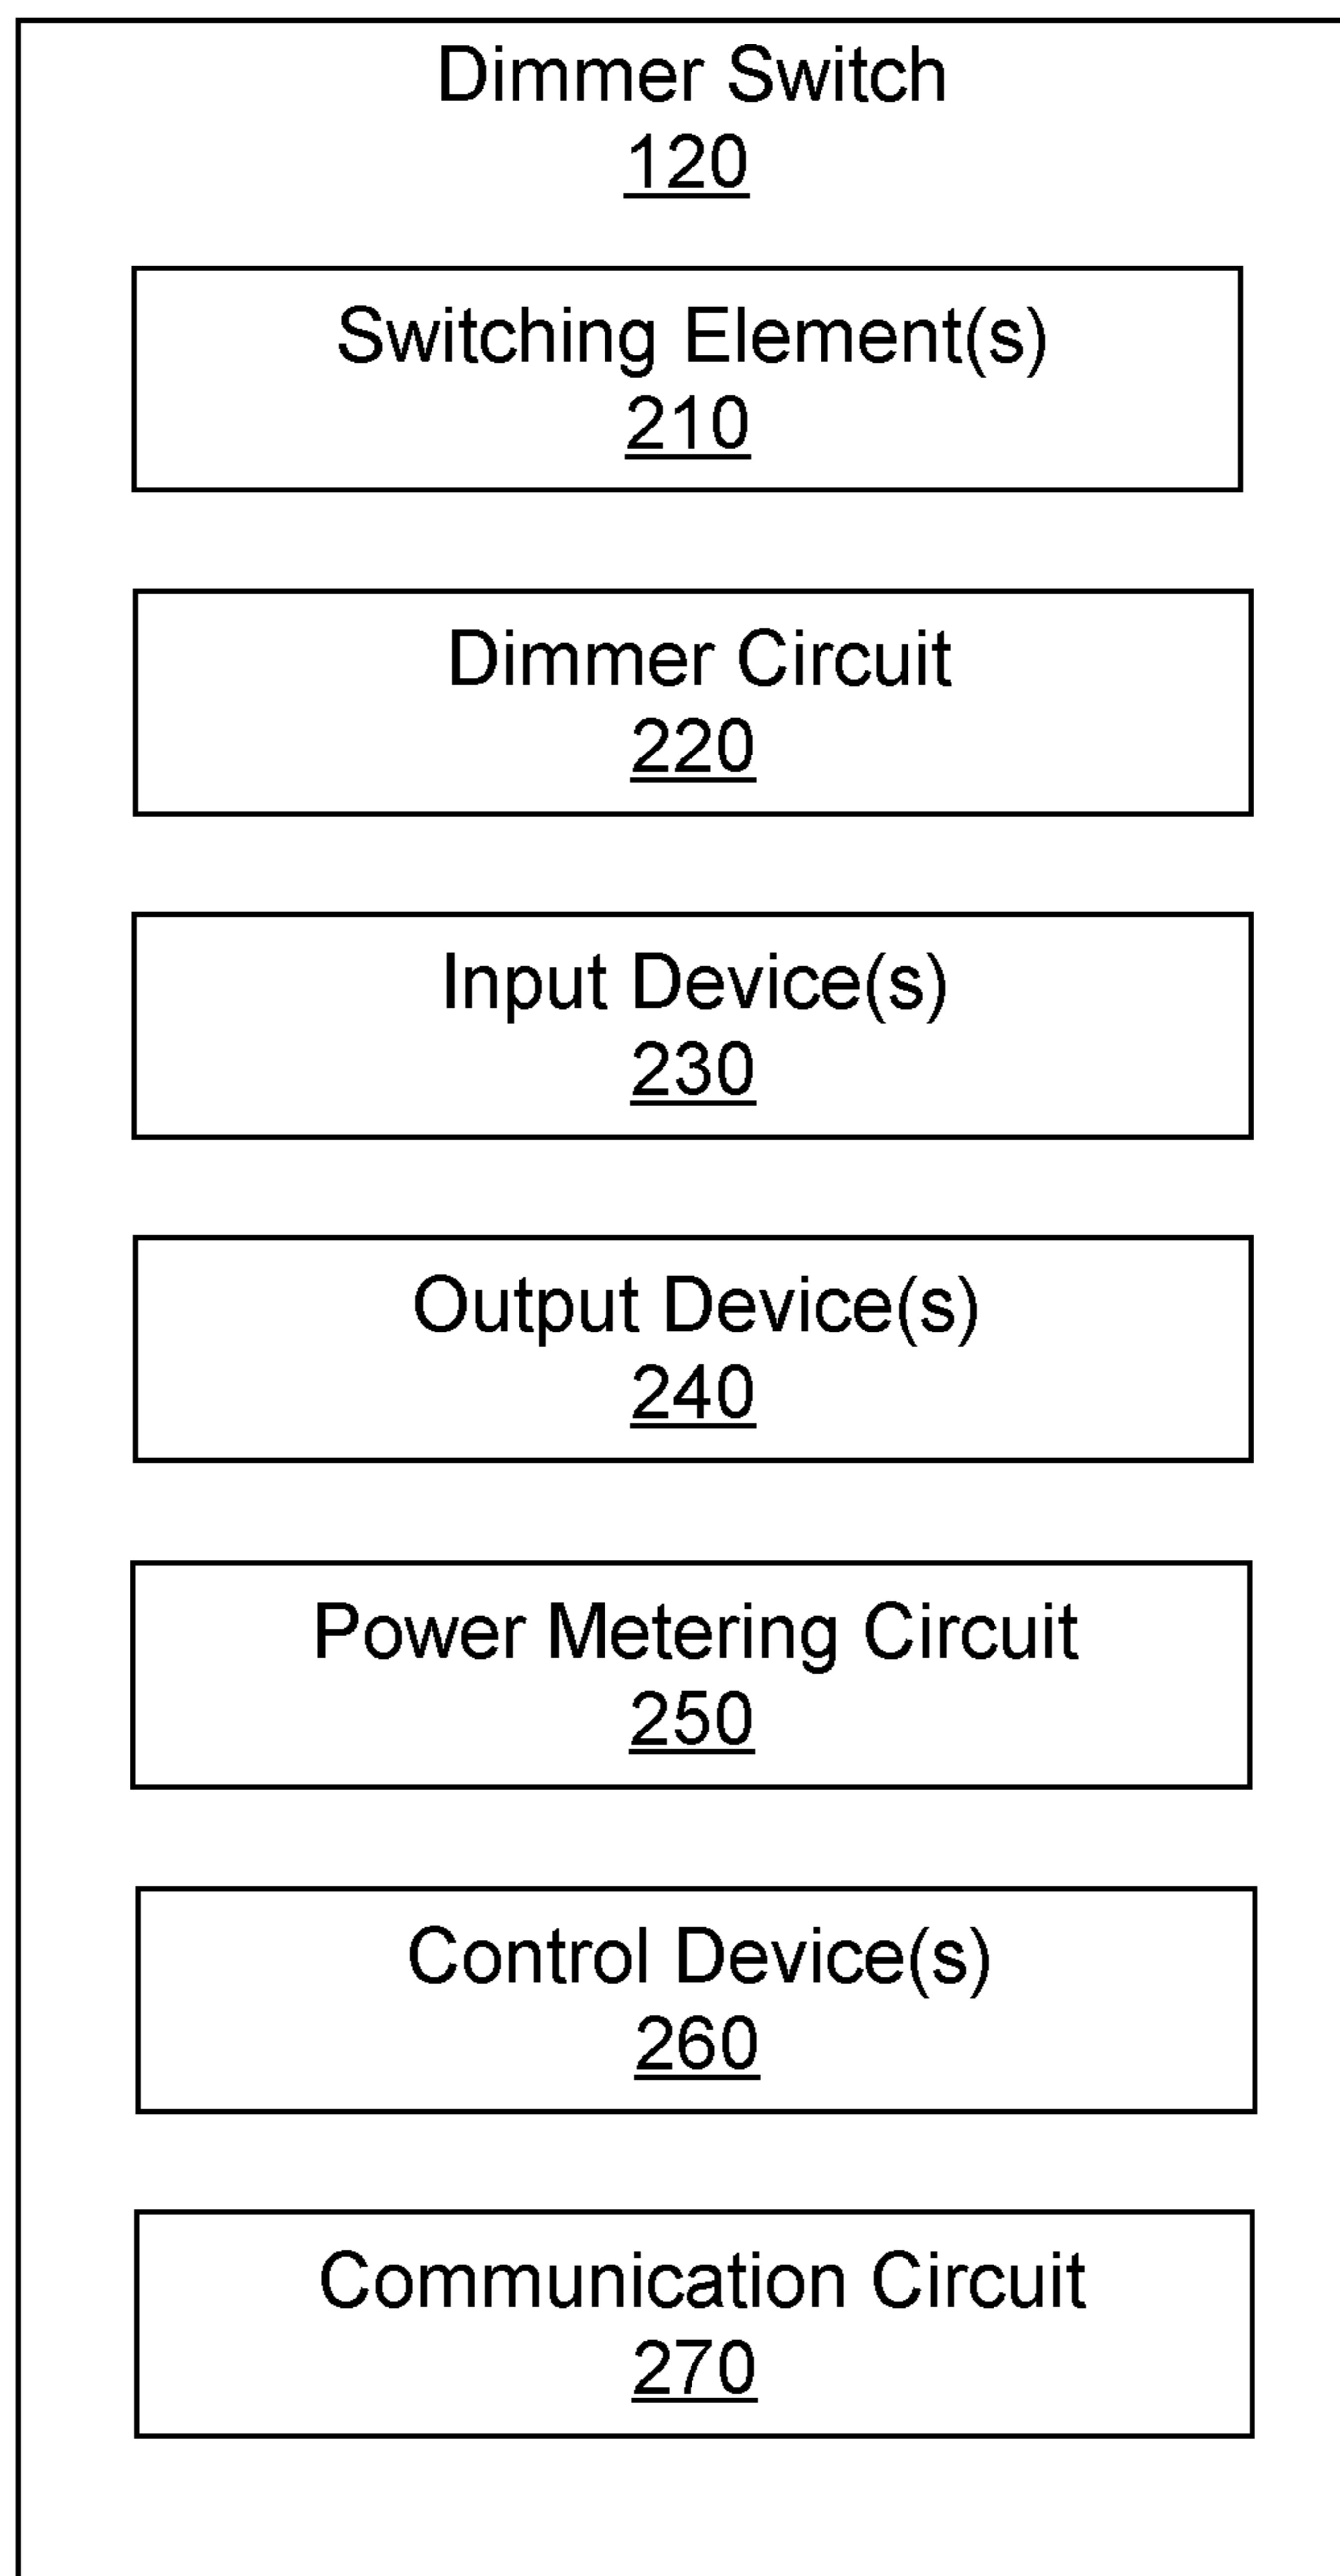 Dimmer Switch
120
Switching Element(s)
210
Dimmer Circuit
220
Input Device(s)
230
Output Device(s)
240
Power Metering Circuit
250
Control Device(s)
260
Communication Circuit
270